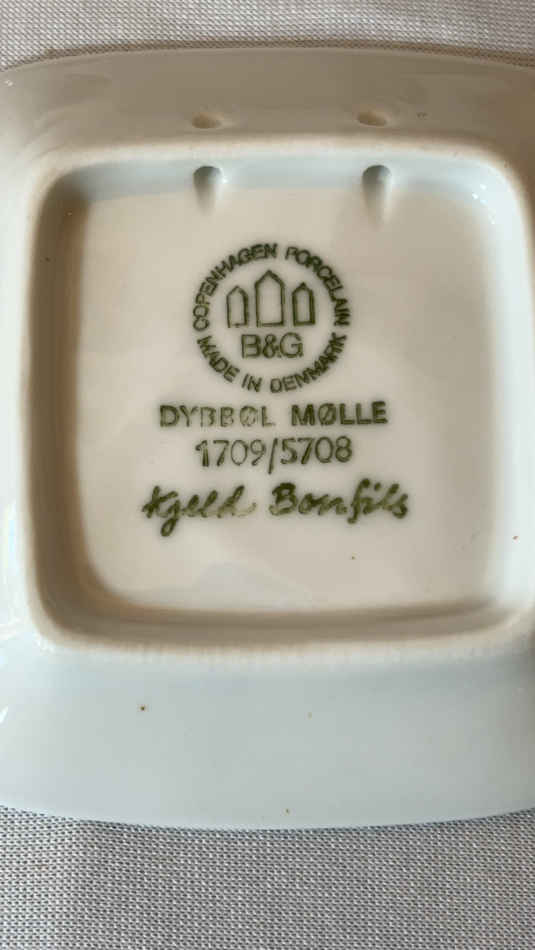 COPENHAGEN PORCELAIN
B&G
MADE IN DENMARK
DYBBØL MØLLE
1709/5708
Kjeld Bonfils